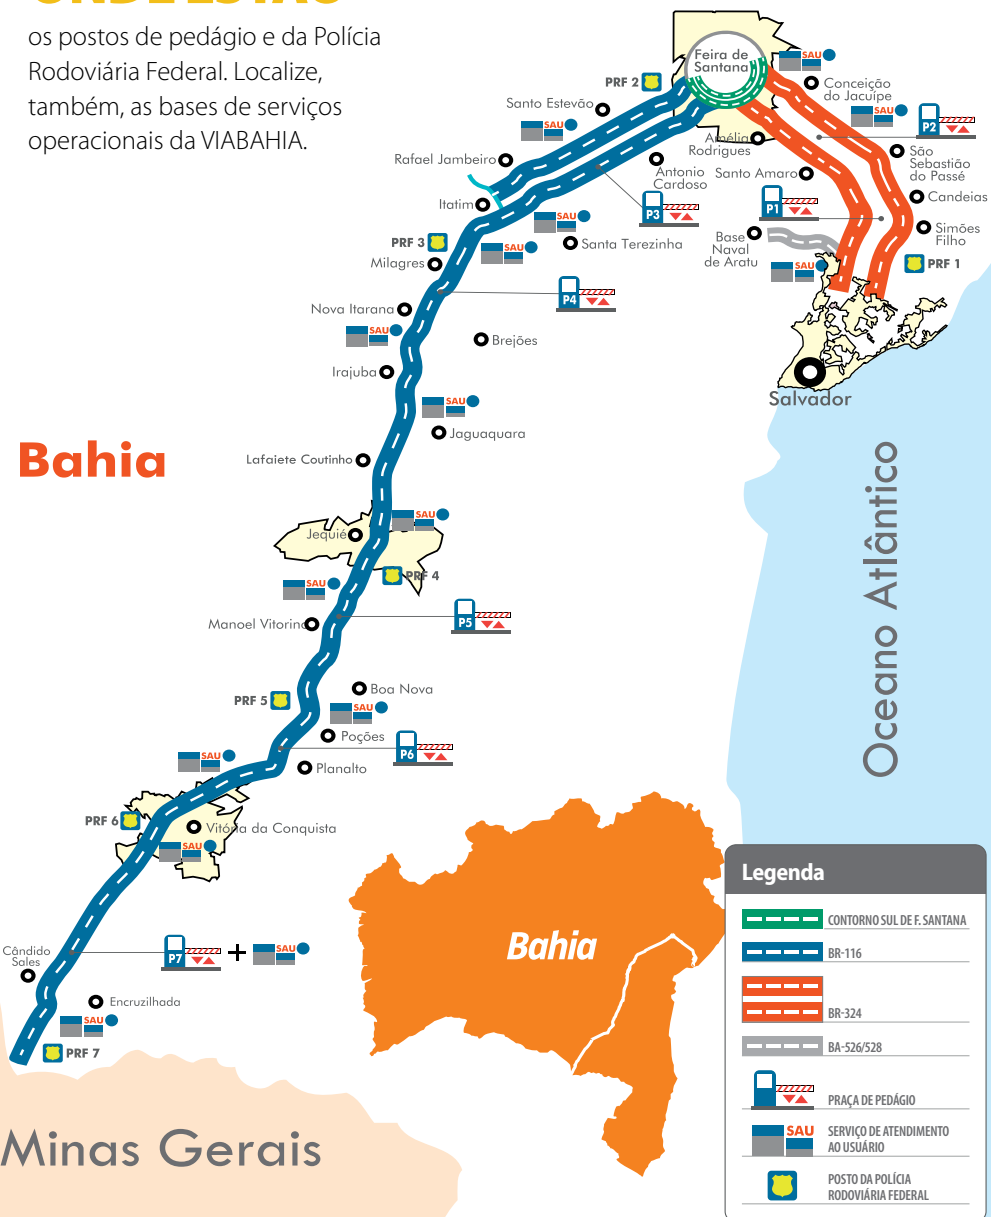 ONDE ESTÃO
os postos de pedágio e da Polícia
Rodoviária Federal. Localize,
também, as bases de serviços
operacionais da VIABAHIA.
Feira de
Santana
PRF 2
SAU
Conceição
do Jacuípe
Santo Estevão
SAU
SAU
P2
Amélia
Rodrigues
São
Sebastião
do Passé
Rafael Jambeiro
Antonio
Cardoso
Santo Amaro
Candeias
Itatim
P3
P1
SAU
Simões
Filho
PRF 3
SAU
Santa Terezinha
Base
Naval
de Aratu
Milagres
SAU
PRF 1
P4
Nova Itarana
SAU
Brejões
Irajuba
Salvador
SAU
Jaguaquara
Bahia
Lafaiete Coutinho
Oceano Atlântico
SAU
Jequié
PRF 4
SAU
P5
Manoel Vitorino
Boa Nova
PRF 5
SAU
Poções
P6
SAU
Planalto
PRF 6
Vitória da Conquista
SAU
Cândido
Sales
P7
+
SAU
Encruzilhada
SAU
PRF 7
Minas Gerais
Bahia
Legenda
CONTORNO SUL DE F. SANTANA
BR-116
BR-324
BA-526/528
PRAÇA DE PEDÁGIO
SAU
SERVIÇO DE ATENDIMENTO
AO USUÁRIO
POSTO DA POLÍCIA
RODOVIÁRIA FEDERAL